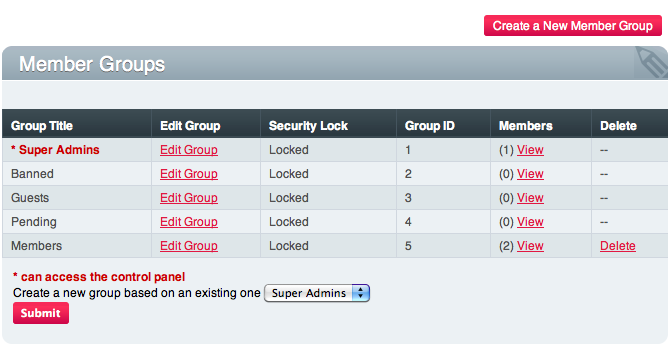 Create a New Member Group
Member Groups
Group Title Edit Group Security Lock Group ID Members Delete
* Super Admins Edit Group Locked 1 (1) View --
Banned Edit Group Locked 2 (0) View --
Guests Edit Group Locked 3 (0) View --
Pending Edit Group Locked 4 (0) View --
Members Edit Group Locked 5 (2) View Delete
* can access the control panel
Create a new group based on an existing one Super Admins
Submit